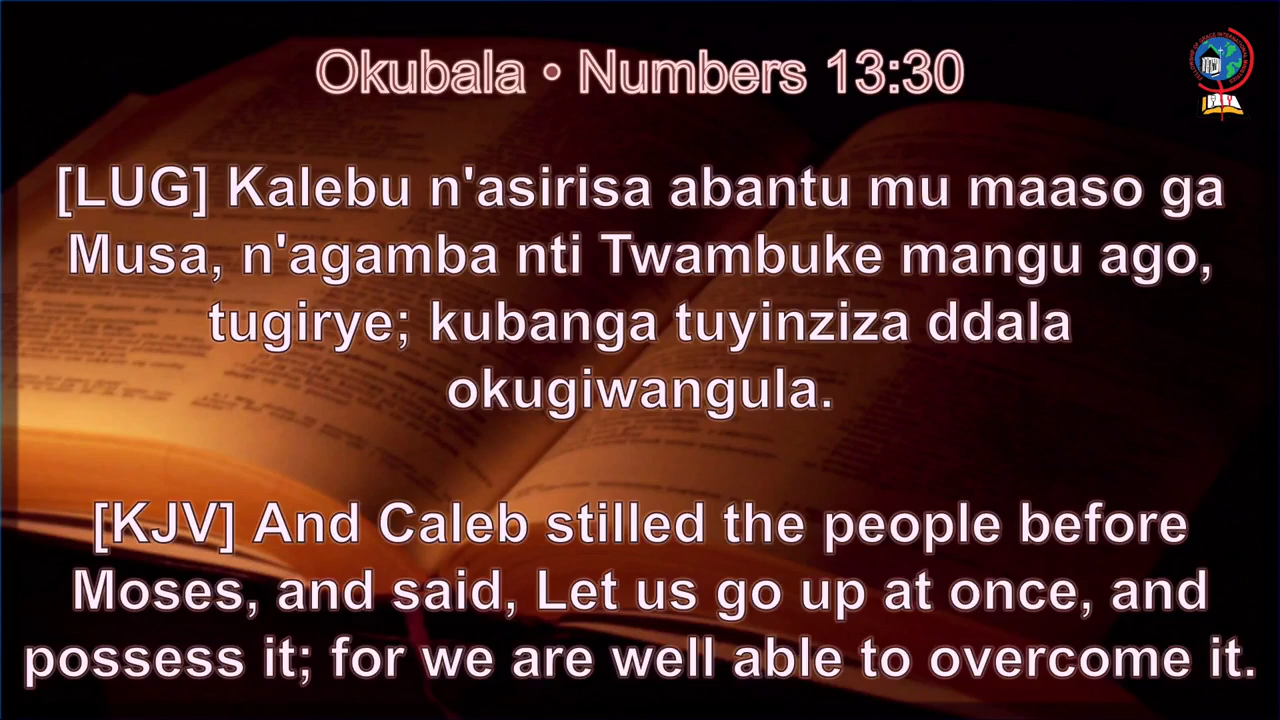 Okubala • Numbers 13:30
[LUG] Kalebu n'asirisa abantu mu maaso ga
Musa, n'agamba nti Twambuke mangu ago,
tugirye; kubanga tuyinziza ddala
okugiwangula.
[KJV] And Caleb stilled the people before
Moses, and said, Let us go up at once, and
possess it; for we are well able to overcome it.